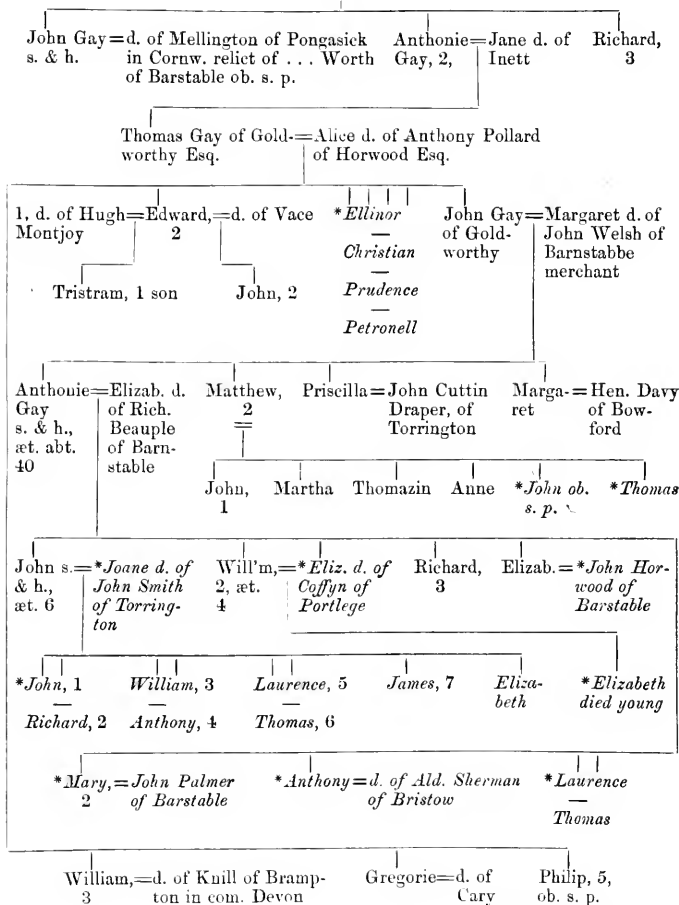 John Gay=d. of Mellington of Pongasick Anthonie=Jane d. of Richard,
s. & h. in Cornw. relict of . . . Worth Gay, 2, Inett 3
of Barstable ob. s. p.
Thomas Gay of Gold-=Alice d. of Anthony Pollard
worthy Esq. of Horwood Esq.
1, d. of Hugh=Edward,=d. of Vace *Ellinor John Gay=Margaret d. of
Montjoy 2 — of Gold- John Welsh of
Christian worthy Barnstabbe
— merchant
Tristram, 1 son John, 2 Prudence
—
Petronell
Anthonie=Elizab. d. Matthew, Priscilla=John Cuttin Marga-=Hen. Davy
Gay of Rich. 2 Draper, of ret of Bow-
s. & h., Beauple = Torrington ford
æt. abt. of Barn-
40 stable
John, Martha Thomazin Anne *John ob. *Thomas
1 s. p.
John s.=*Joane d. of Will'm,=*Eliz. d. of Richard, Elizab.=*John Hor-
& h., John Smith 2, æt. Coffyn of 3 wood of
æt. 6 of Torring- 4 Portlege Barstable
ton
*John, 1 William, 3 Laurence, 5 James, 7 Eliza- *Elizabeth
— — — beth died young
Richard, 2 Anthony, 4 Thomas, 6
*Mary,=John Palmer *Anthony=d. of Ald. Sherman *Laurence
2 of Barstable of Bristow —
Thomas
William,=d. of Knill of Bramp- Gregorie=d. of Philip, 5,
3 ton in com. Devon Cary ob. s. p.